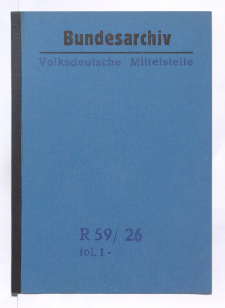 Bundesarchiv
Volksdeutsche Mittelstelle
R 59/ 26
fol. 1-